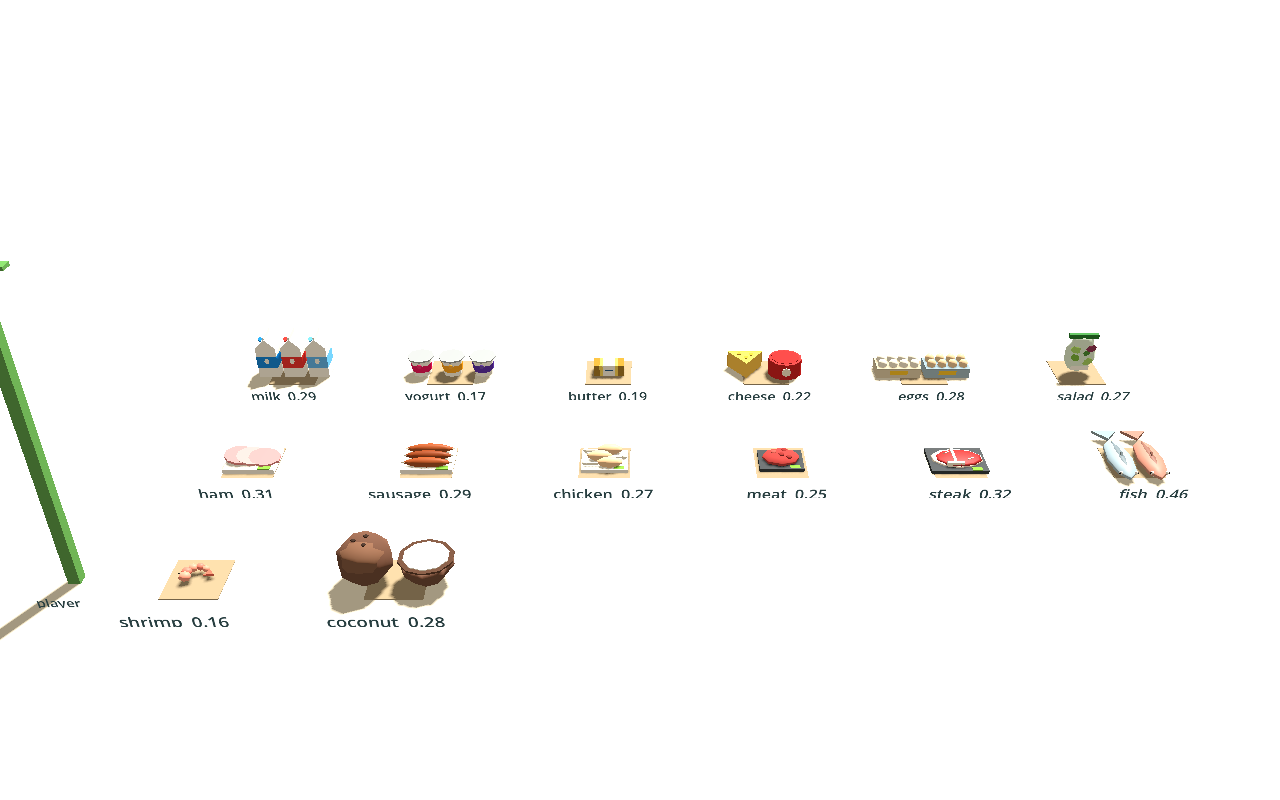 milk 0.29
yogurt 0.17
butter 0.19
cheese 0.22
eggs 0.28
salad 0.27
ham 0.31
sausage 0.29
chicken 0.27
meat 0.25
steak 0.32
fish 0.46
player
shrimp 0.16
coconut 0.28